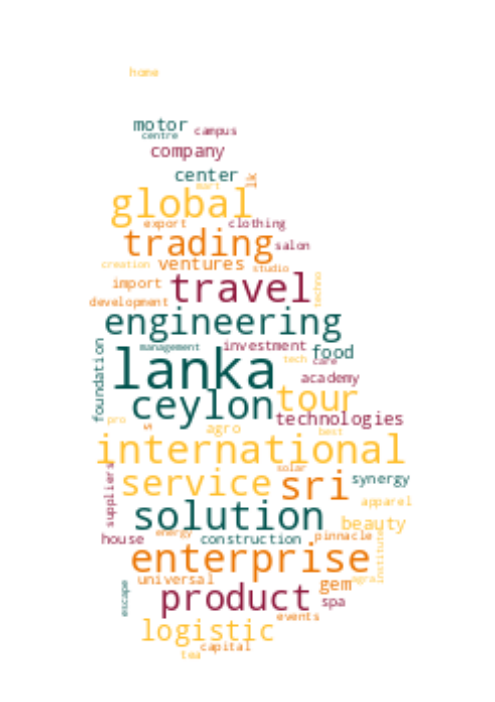 home
motor
centre campus
company
center
mart lk
global
export clothing
trading salon
creation ventures studio
import travel techno
development
engineering
foundation management investment food
lanka tech care
academy
ceylon tour
pro technologies
agro best
international
solar
suppliers service sri synergy
apparel
solution beauty
house energy construction pinnacle
enterprise institute
universal gem agra
escape product spa
events
logistic
capital
tea